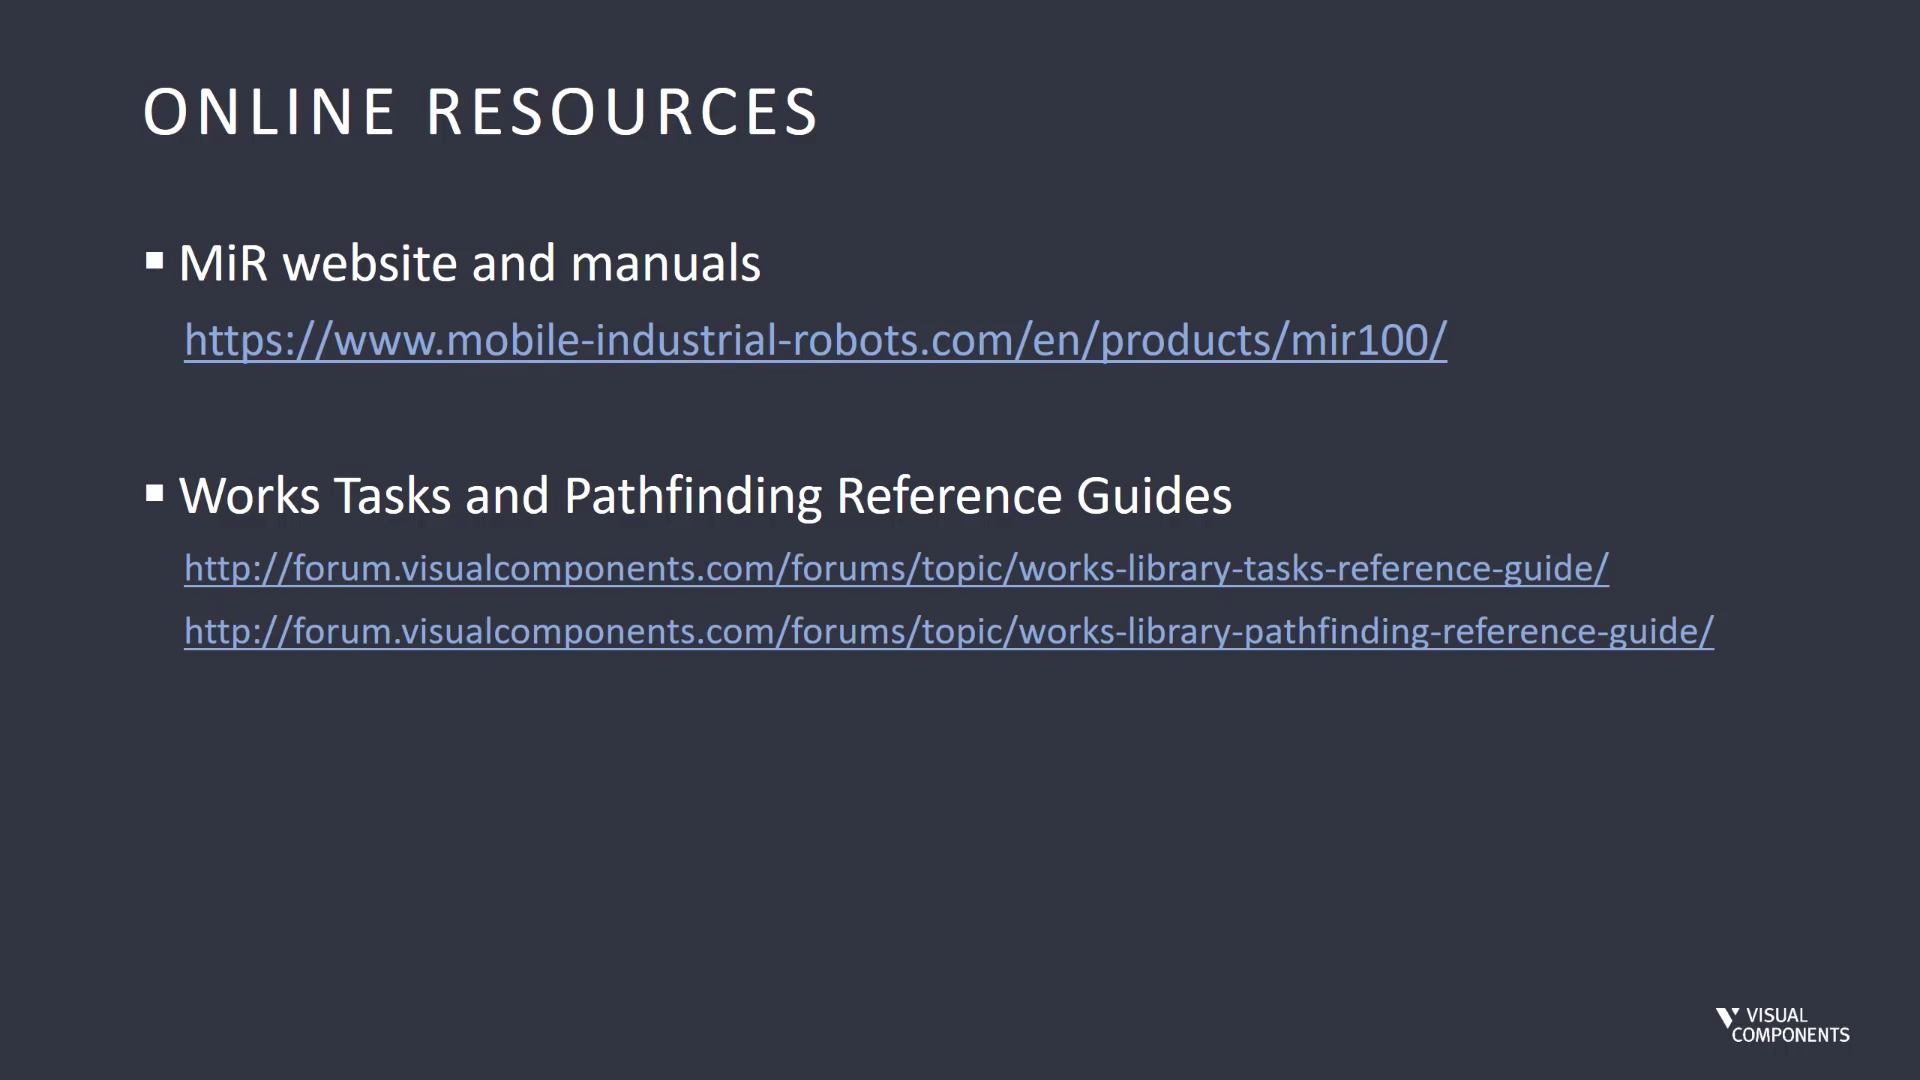 ONLINE RESOURCES
▪ MiR website and manuals
https://www.mobile-industrial-robots.com/en/products/mir100/
▪ Works Tasks and Pathfinding Reference Guides
http://forum.visualcomponents.com/forums/topic/works-library-tasks-reference-guide/
http://forum.visualcomponents.com/forums/topic/works-library-pathfinding-reference-guide/
VISUAL
COMPONENTS